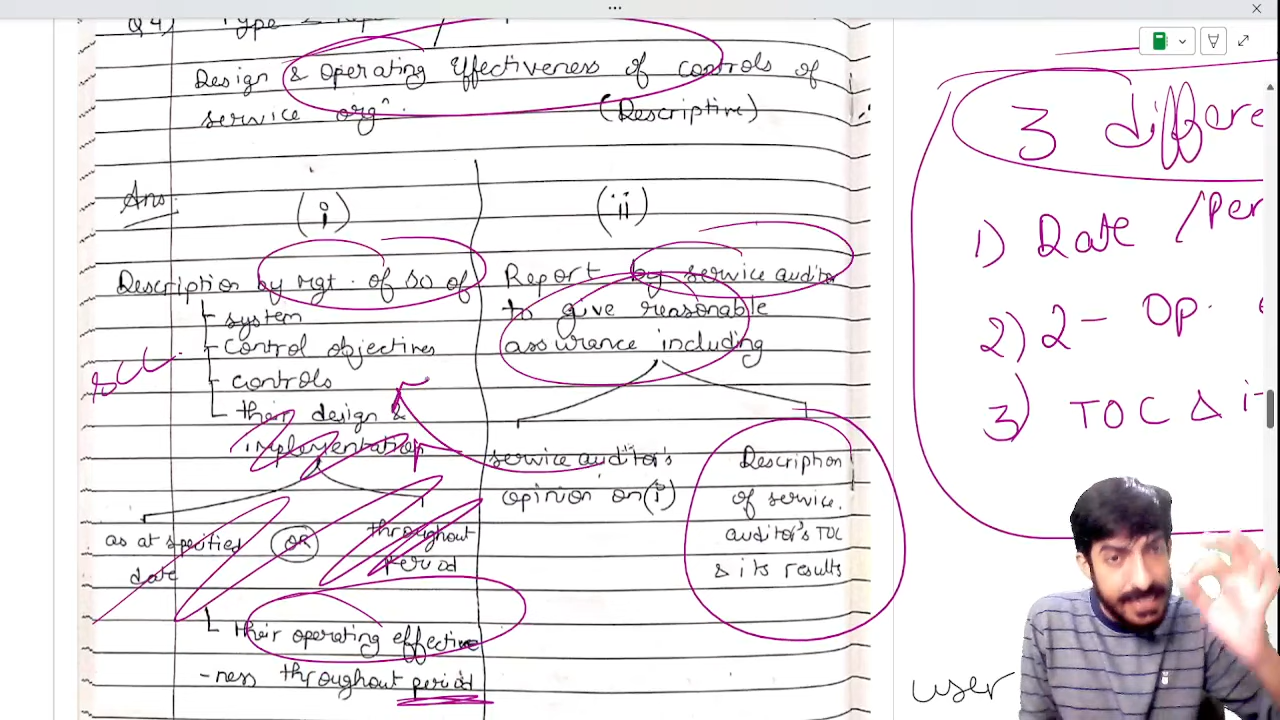 Q4) Type 2 Rep
Design & Operating Effectiveness of controls of
service orgⁿ. (Descriptive)
Ans (i) (ii)
Description by mgt. of SO of
system
control objectives
controls
their design &
implementation
as at specified date
OR
throughout period
their operating effective
-ness throughout period
Report by service auditor
to give reasonable
assurance including
service auditor's
opinion on (i)
Description
of service.
auditor's TOC
& its results
3 differe
1) Date / Per
2) 2 - Op. e
3) TOC & i
user